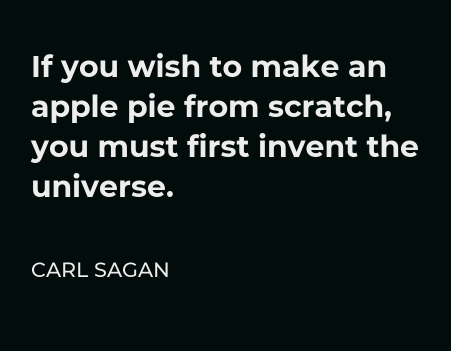 If you wish to make an
apple pie from scratch,
you must first invent the
universe.
CARL SAGAN